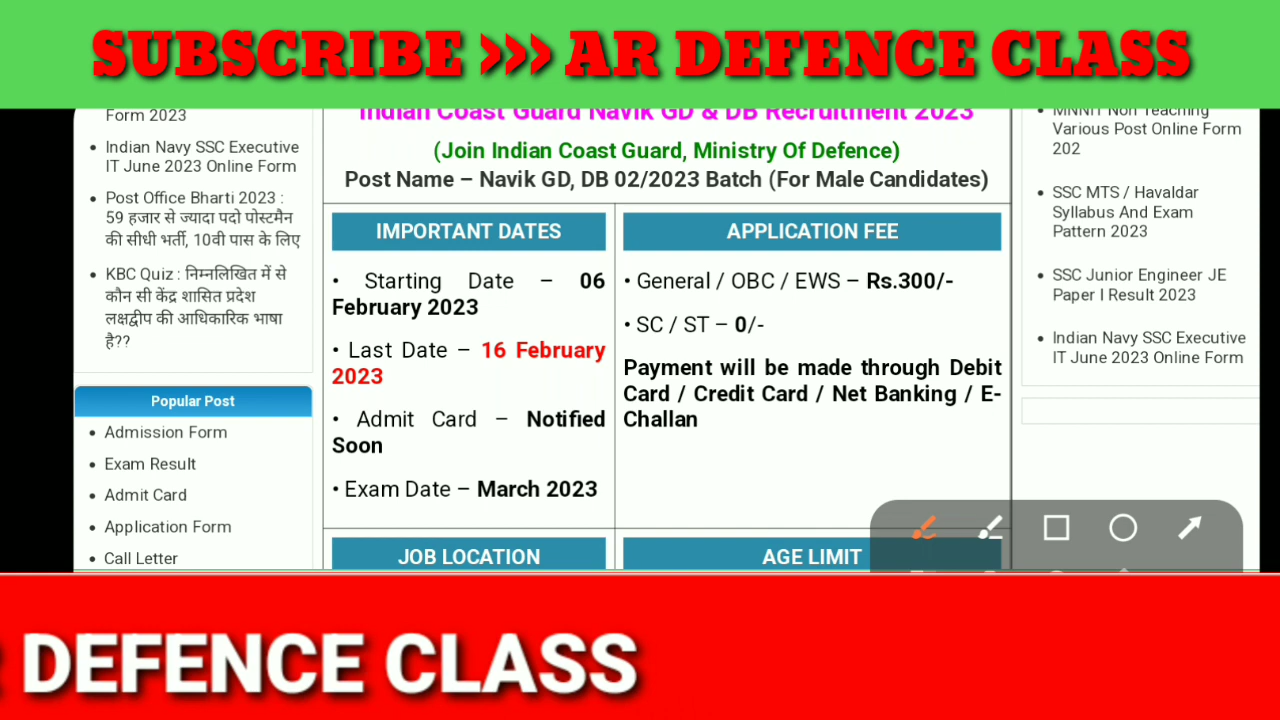 SUBSCRIBE >>> AR DEFENCE CLASS
Form 2023
• Indian Navy SSC Executive
IT June 2023 Online Form
• Post Office Bharti 2023 :
59 हजार से ज्यादा पदो पोस्टमैन
की सीधी भर्ती, 10वी पास के लिए
• KBC Quiz : निम्नलिखित में से
कौन सी केंद्र शासित प्रदेश
लक्षद्वीप की आधिकारिक भाषा
है??
Popular Post
• Admission Form
• Exam Result
• Admit Card
• Application Form
• Call Letter
Indian Coast Guard Navik GD & DB Recruitment 2023
(Join Indian Coast Guard, Ministry Of Defence)
Post Name – Navik GD, DB 02/2023 Batch (For Male Candidates)
IMPORTANT DATES
• Starting Date – 06
February 2023
• Last Date – 16 February
2023
• Admit Card – Notified
Soon
• Exam Date – March 2023
APPLICATION FEE
• General / OBC / EWS – Rs.300/-
• SC / ST – 0/-
Payment will be made through Debit
Card / Credit Card / Net Banking / E-
Challan
JOB LOCATION
AGE LIMIT
• MNNIT Non Teaching
Various Post Online Form
202
• SSC MTS / Havaldar
Syllabus And Exam
Pattern 2023
• SSC Junior Engineer JE
Paper I Result 2023
• Indian Navy SSC Executive
IT June 2023 Online Form
DEFENCE CLASS